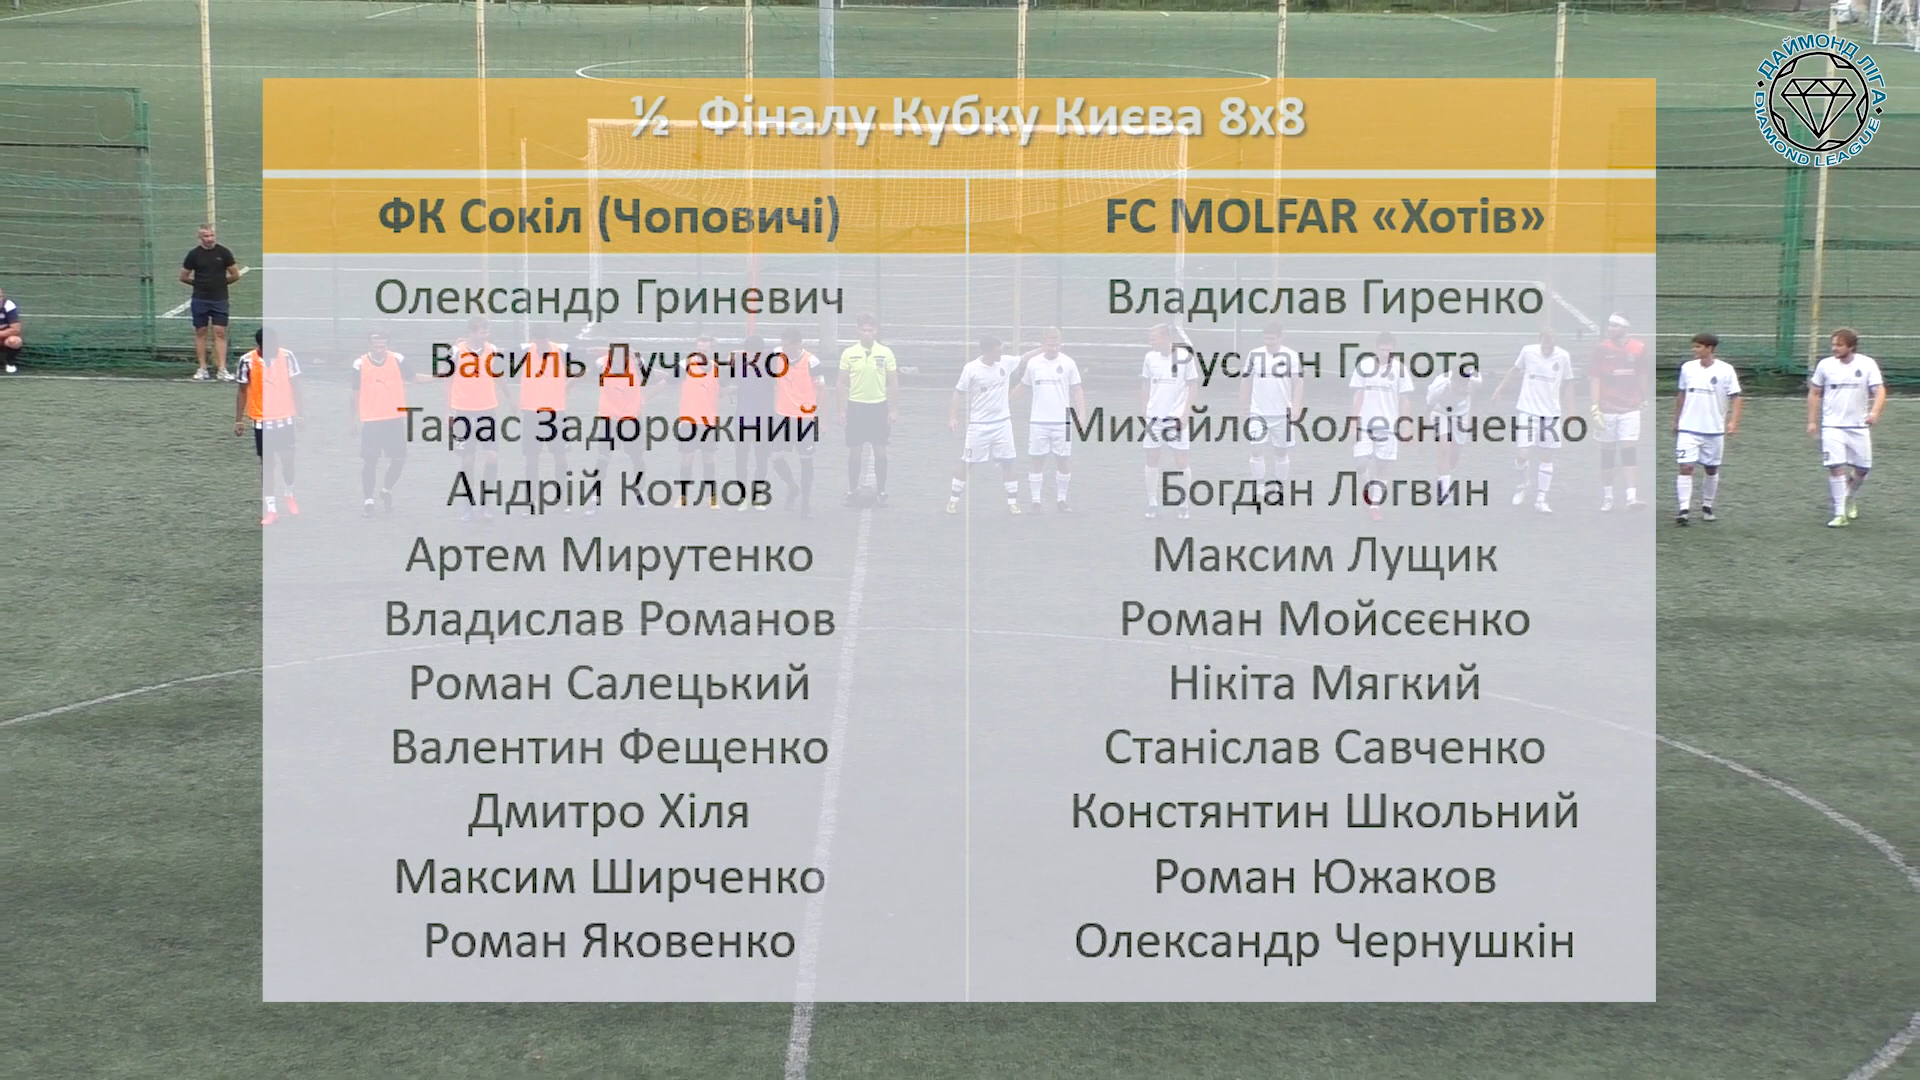 ½ Фіналу Кубку Києва 8х8
ФК Сокіл (Чоповичі)
FC MOLFAR «Хотів»
Олександр Гриневич
Владислав Гиренко
Василь Дученко
Руслан Голота
Тарас Задорожний
Михайло Колесніченко
Андрій Котлов
Богдан Логвин
Артем Мирутенко
Максим Лущик
Владислав Романов
Роман Мойсеєнко
Роман Салецький
Нікіта Мягкий
Валентин Фещенко
Станіслав Савченко
Дмитро Хіля
Констянтин Школьний
Максим Ширченко
Роман Южаков
Роман Яковенко
Олександр Чернушкін
ДАЙМОНД ЛІГА
DIAMOND LEAGUE